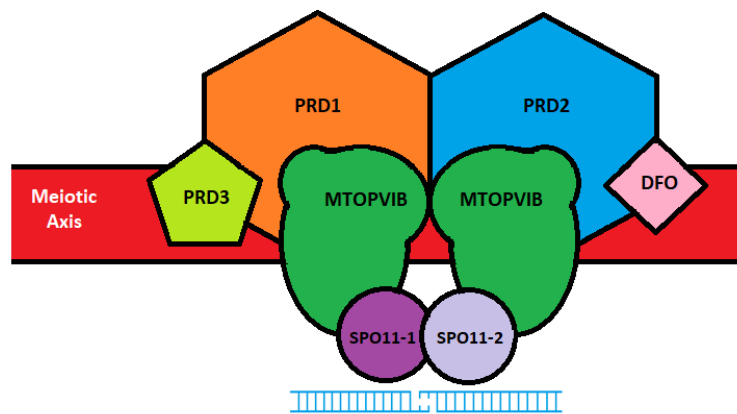 PRD1
PRD2
PRD3
MTOPVIB
MTOPVIB
DFO
Meiotic
Axis
SPO11-1
SPO11-2